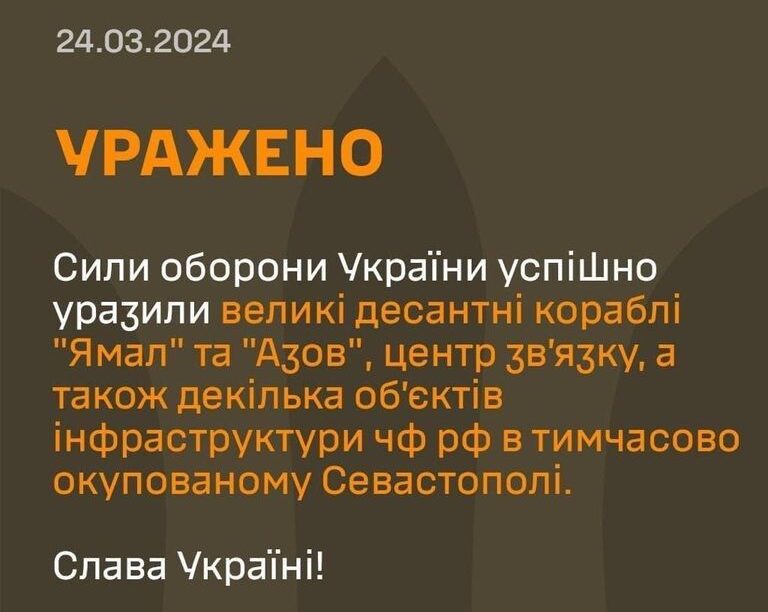 24.03.2024
УРАЖЕНО
Сили оборони України успішно
уразили великі десантні кораблі
"Ямал" та "Азов", центр зв'язку, а
також декілька об'єктів
інфраструктури чф рф в тимчасово
окупованому Севастополі.
Слава Україні!